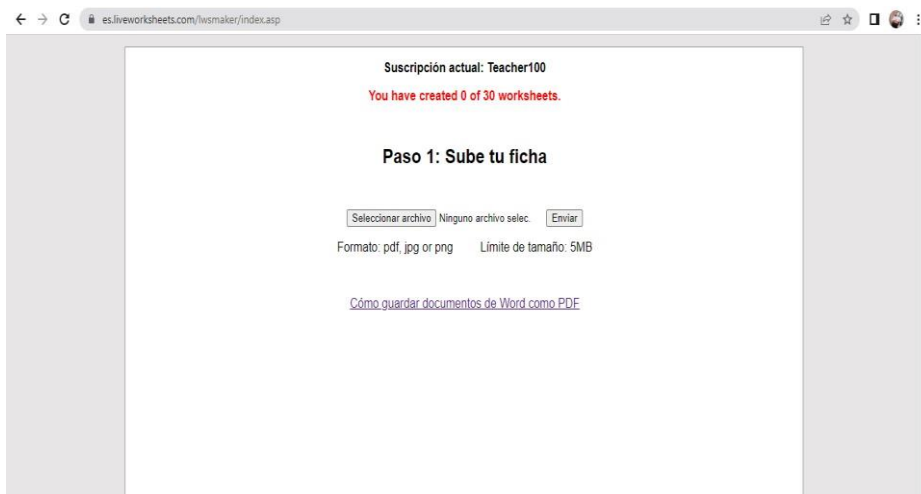 es.liveworksheets.com/lwsmaker/index.asp
Suscripción actual: Teacher100
You have created 0 of 30 worksheets.
Paso 1: Sube tu ficha
Seleccionar archivo Ninguno archivo selec. Enviar
Formato: pdf, jpg or png Límite de tamaño: 5MB
Cómo guardar documentos de Word como PDF